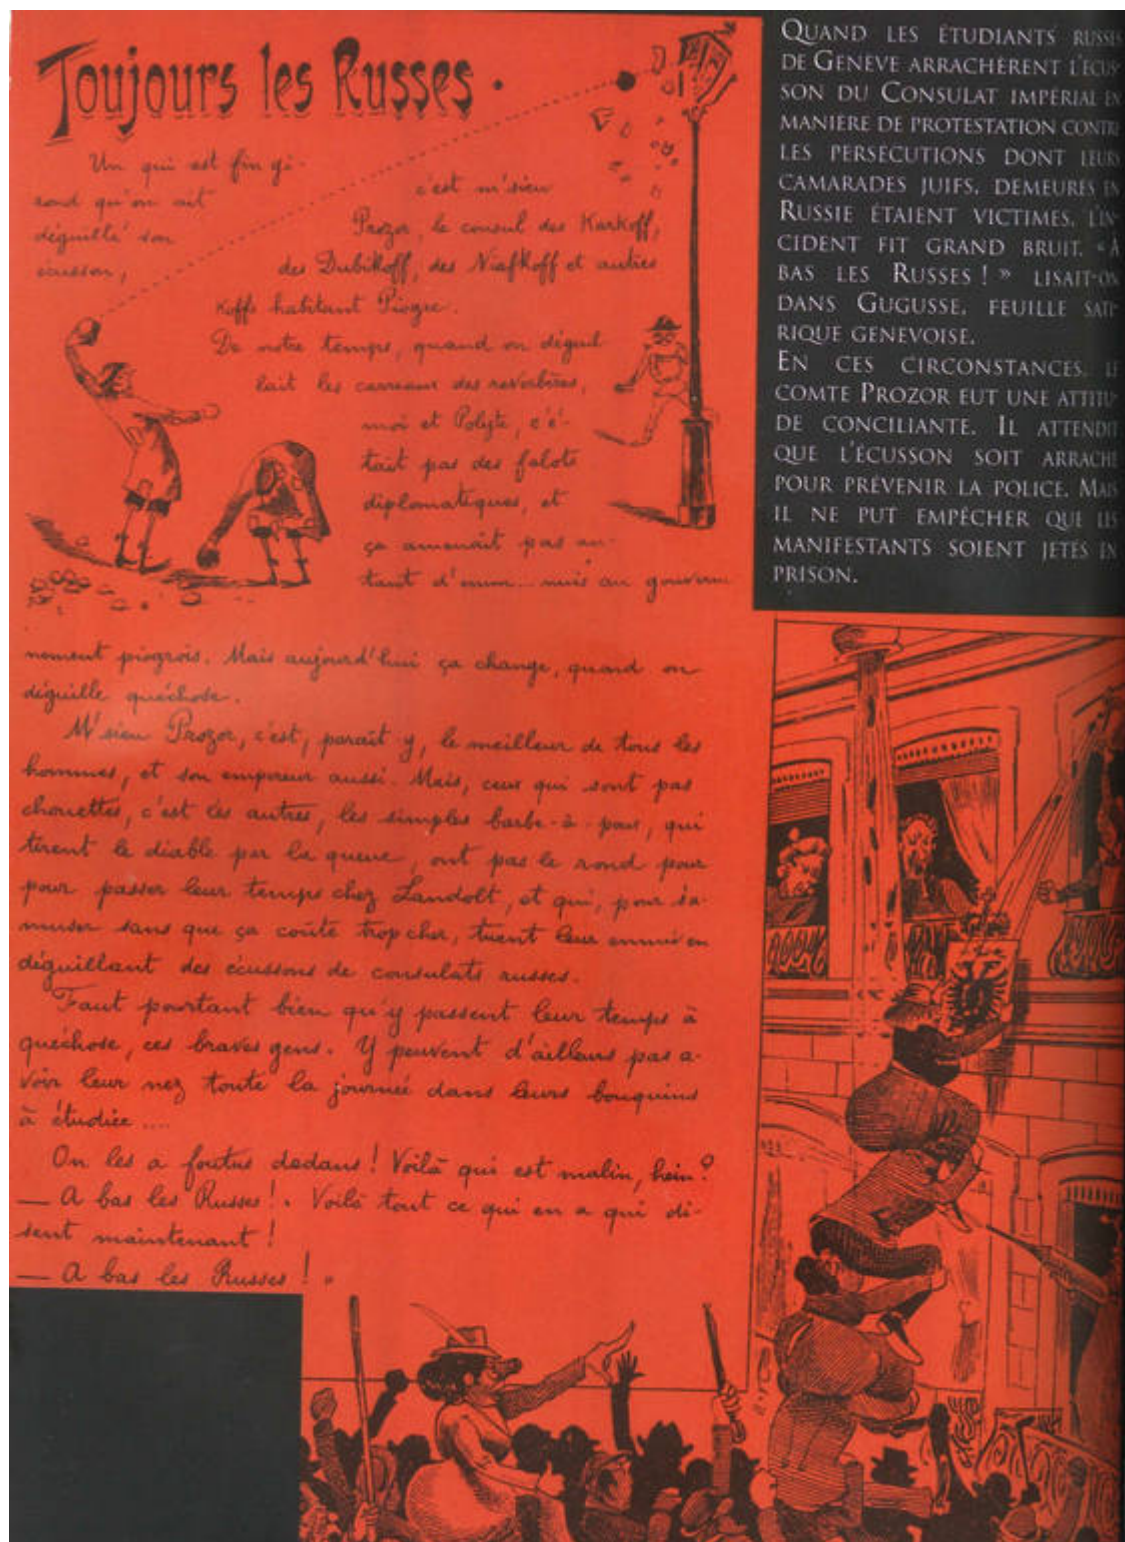 Toujours les Russes.
Un qui est fin gi-
rond qu'on ait
déguillé son
écusson,
c'est m'sieu
Prozor, le consul des Karkoff,
des Dubikoff, des Niafkoff et autres
Koffs habitant Piogre.
De notre temps, quand on déguil
lait les carreaux des reverbères,
moi et Polyte, c'é-
tait pas des falots
diplomatiques, et
ça amenait pas au-
tant d'ennu... nuis au gouverne
nement piogrois. Mais aujourd'hui ça change, quand on
déguille quéchose.
M'sieu Prozor, c'est, parait y, le meilleur de tous les
hommes, et son empereur aussi. Mais, ceux qui sont pas
chouettes, c'est les autres, les simples barbe-à-poux, qui
tirent le diable par la queue, ont pas le rond pour
pour passer leur temps chez Landolt, et qui, pour s'a-
muser sans que ça coûte trop cher, tuent leur ennui en
déguillant des écussons de consulats russes.
Faut pourtant bien qu'y passent leur temps à
quéchose, ces braves gens. Y peuvent d'ailleurs pas a-
voir leur nez toute la journée dans leurs bouquins
à étudier....
On les a foutus dedans! Voilà qui est malin, hein?
— A bas les Russes!. Voilà tout ce qui en a qui di-
sent maintenant!
— A bas les Russes! »
QUAND LES ÉTUDIANTS RUSSES
DE GENÈVE ARRACHÈRENT L'ÉCUS-
SON DU CONSULAT IMPÉRIAL EN
MANIÈRE DE PROTESTATION CONTRE
LES PERSÉCUTIONS DONT LEURS
CAMARADES JUIFS, DEMEURÉS EN
RUSSIE ÉTAIENT VICTIMES, L'IN-
CIDENT FIT GRAND BRUIT. « À
BAS LES RUSSES ! » LISAIT-ON
DANS GUGUSSE, FEUILLE SATI-
RIQUE GENEVOISE.
EN CES CIRCONSTANCES, LE
COMTE PROZOR EUT UNE ATTITU-
DE CONCILIANTE. IL ATTENDIT
QUE L'ÉCUSSON SOIT ARRACHÉ
POUR PRÉVENIR LA POLICE. MAIS
IL NE PUT EMPÊCHER QUE LES
MANIFESTANTS SOIENT JETÉS EN
PRISON.